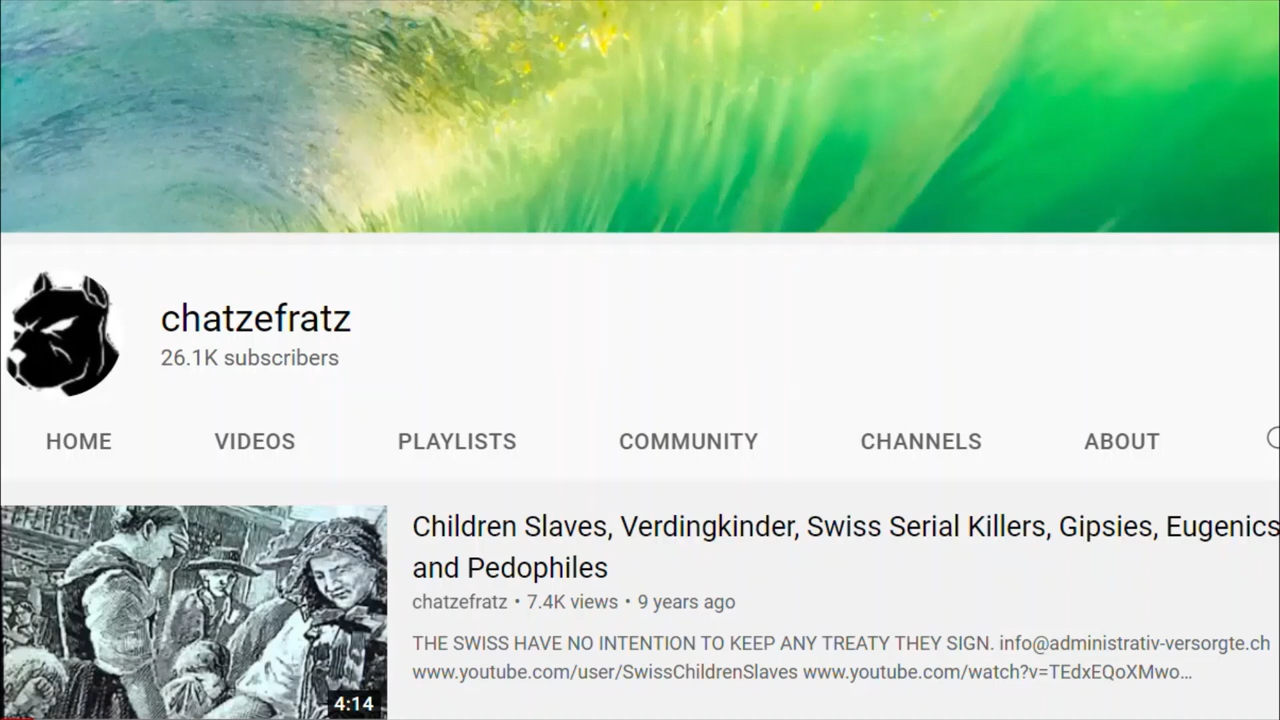 chatzefratz
26.1K subscribers
HOME VIDEOS PLAYLISTS COMMUNITY CHANNELS ABOUT
Children Slaves, Verdingkinder, Swiss Serial Killers, Gipsies, Eugenics
and Pedophiles
chatzefratz • 7.4K views • 9 years ago
THE SWISS HAVE NO INTENTION TO KEEP ANY TREATY THEY SIGN. info@administrativ-versorgte.ch
www.youtube.com/user/SwissChildrenSlaves www.youtube.com/watch?v=TEdxEQoXMwo...
4:14